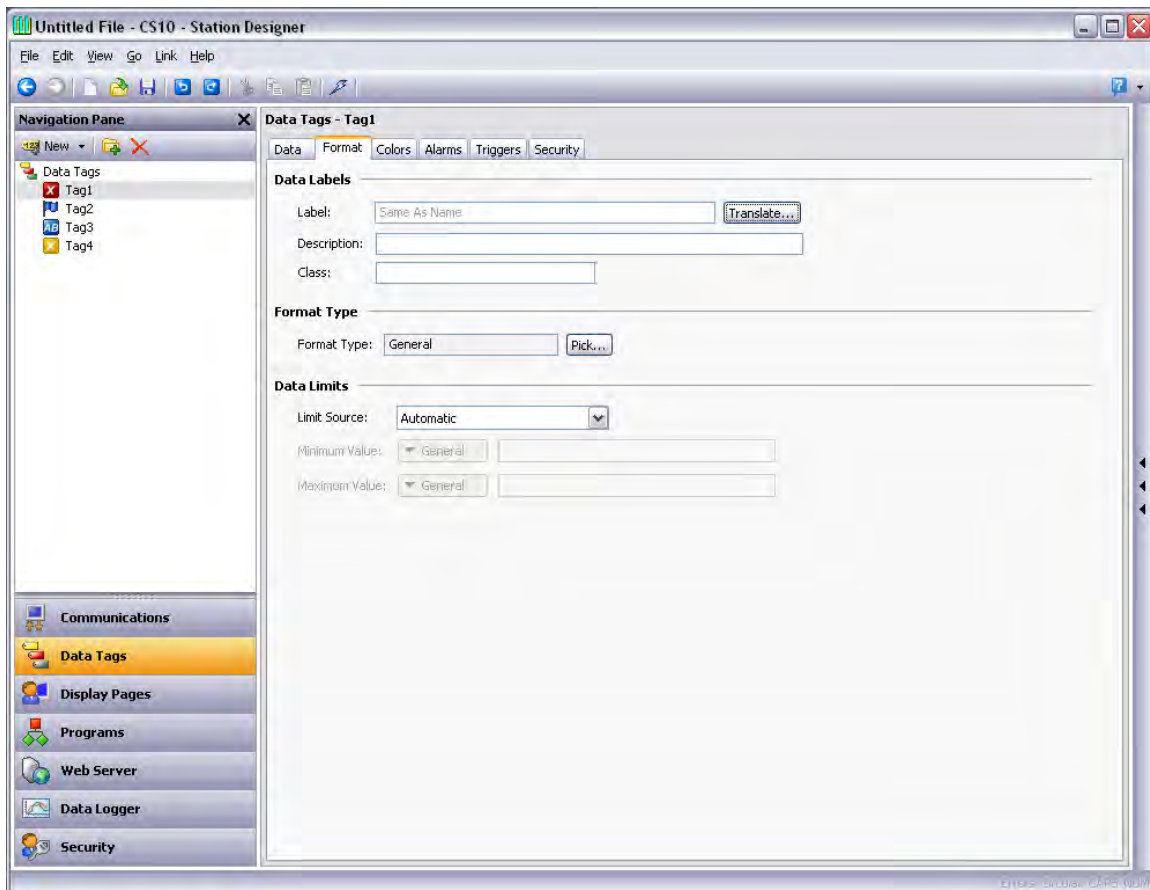 Untitled File - CS10 - Station Designer
File Edit View Go Link Help
Navigation Pane
New
Data Tags
Tag1
Tag2
Tag3
Tag4
Communications
Data Tags
Display Pages
Programs
Web Server
Data Logger
Security
Data Tags - Tag1
Data Format Colors Alarms Triggers Security
Data Labels
Label: Same As Name Translate...
Description:
Class:
Format Type
Format Type: General Pick...
Data Limits
Limit Source: Automatic
Minimum Value: General
Maximum Value: General